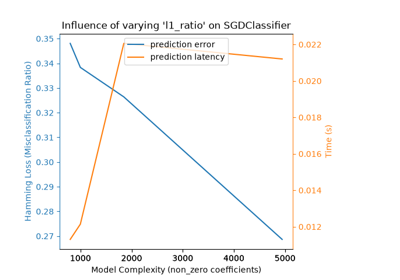 Influence of varying 'l1_ratio' on SGDClassifier
prediction error
prediction latency
Hamming Loss (Misclassification Ratio)
0.35
0.34
0.33
0.32
0.31
0.30
0.29
0.28
0.27
Time (s)
0.022
0.020
0.018
0.016
0.014
0.012
1000 2000 3000 4000 5000
Model Complexity (non_zero coefficients)